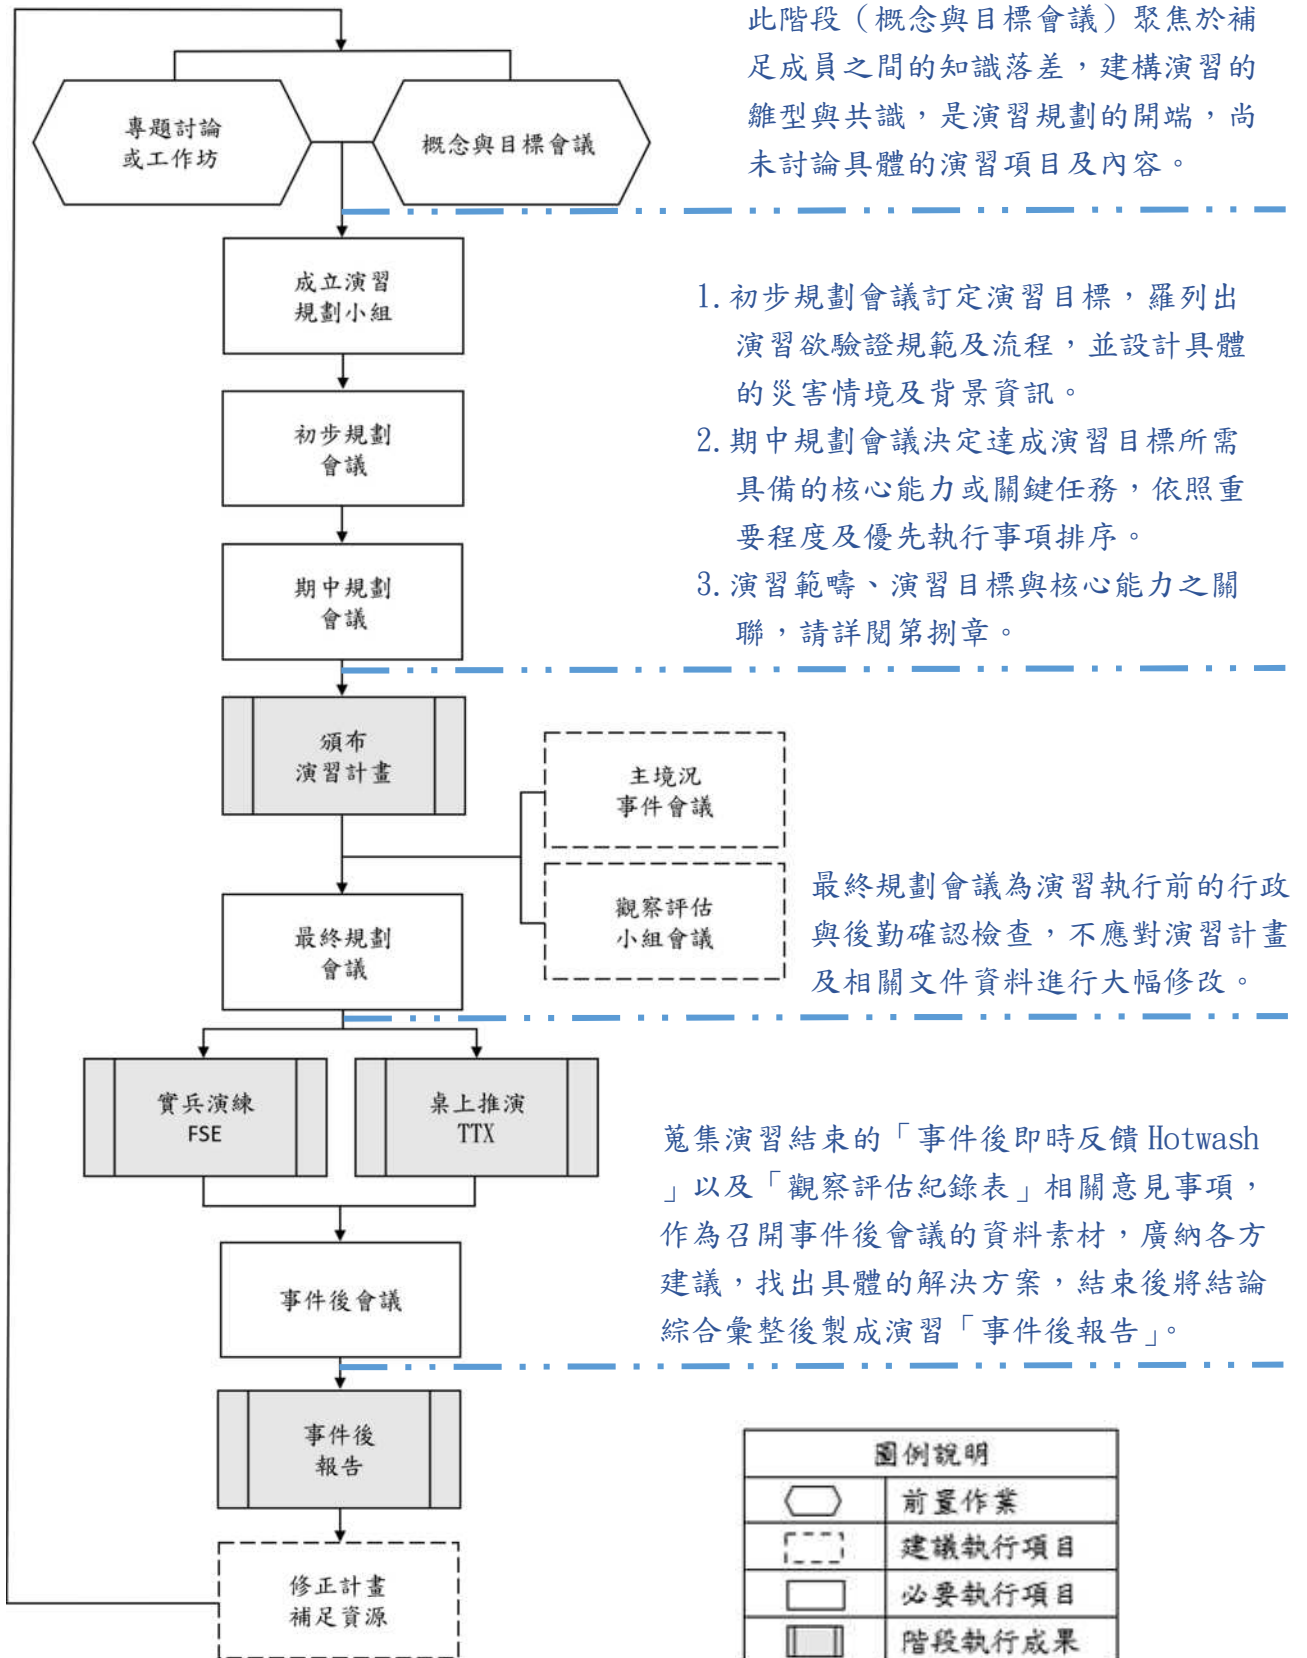 此階段（概念與目標會議）聚焦於補
足成員之間的知識落差，建構演習的
雛型與共識，是演習規劃的開端，尚
未討論具體的演習項目及內容。
專題討論
或工作坊
概念與目標會議
成立演習
規劃小組
初步規劃
會議
期中規劃
會議
1.初步規劃會議訂定演習目標，羅列出
演習欲驗證規範及流程，並設計具體
的災害情境及背景資訊。
2.期中規劃會議決定達成演習目標所需
具備的核心能力或關鍵任務，依照重
要程度及優先執行事項排序。
3.演習範疇、演習目標與核心能力之關
聯，請詳閱第捌章。
頒布
演習計畫
主境況
事件會議
觀察評估
小組會議
最終規劃
會議
最終規劃會議為演習執行前的行政
與後勤確認檢查，不應對演習計畫
及相關文件資料進行大幅修改。
實兵演練
FSE
桌上推演
TTX
蒐集演習結束的「事件後即時反饋 Hotwash
」以及「觀察評估紀錄表」相關意見事項，
作為召開事件後會議的資料素材，廣納各方
建議，找出具體的解決方案，結束後將結論
綜合彙整後製成演習「事件後報告」。
事件後會議
事件後
報告
修正計畫
補足資源
圖例說明
前置作業
建議執行項目
必要執行項目
階段執行成果